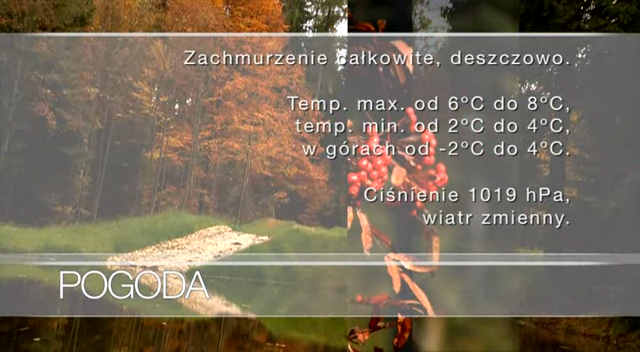 Zachmurzenie całkowite, deszczowo.
Temp. max. od 6°C do 8°C,
temp. min. od 2°C do 4°C,
w górach od -2°C do 4°C.
Ciśnienie 1019 hPa,
wiatr zmienny.
POGODA